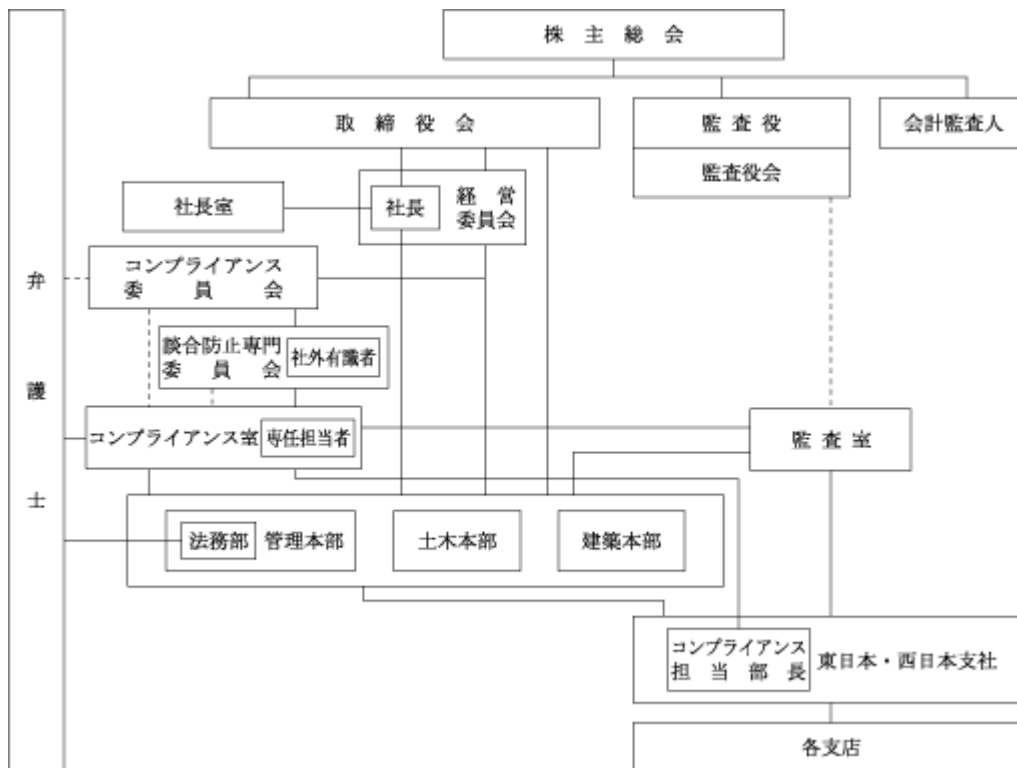 株主総会
取締役会
監査役
会計監査人
監査役会
社長室
社長
経営
委員会
弁護士
コンプライアンス
委員会
談合防止専門
委員会
社外有識者
コンプライアンス室
専任担当者
監査室
法務部
管理本部
土木本部
建築本部
コンプライアンス
担当部長
東日本・西日本支社
各支店